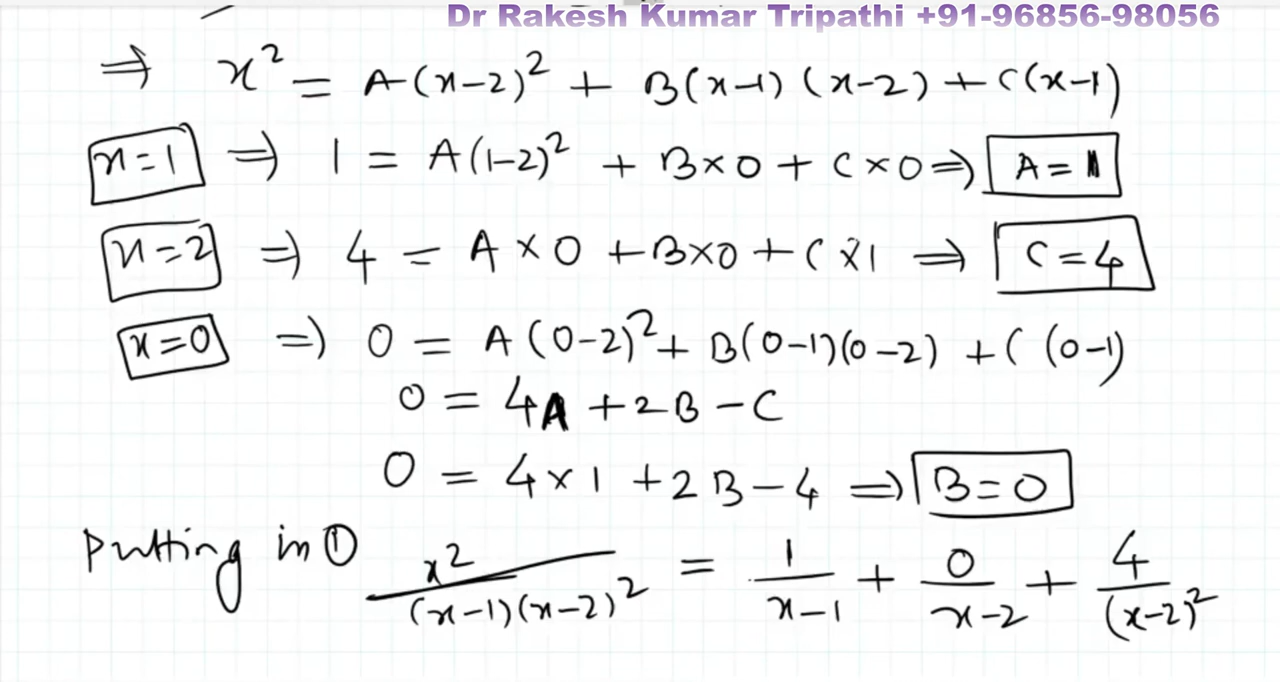 Dr Rakesh Kumar Tripathi +91-96856-98056
⇒ x² = A(x-2)² + B(x-1)(x-2) + C(x-1)
x=1 ⇒ 1 = A(1-2)² + B×0 + C×0 ⇒ A=1
x=2 ⇒ 4 = A×0 + B×0 + C×1 ⇒ C=4
x=0 ⇒ 0 = A(0-2)² + B(0-1)(0-2) + C(0-1)
0 = 4A + 2B - C
0 = 4×1 + 2B - 4 ⇒ B=0
Putting in ① x²/(x-1)(x-2)² = 1/x-1 + 0/x-2 + 4/(x-2)²